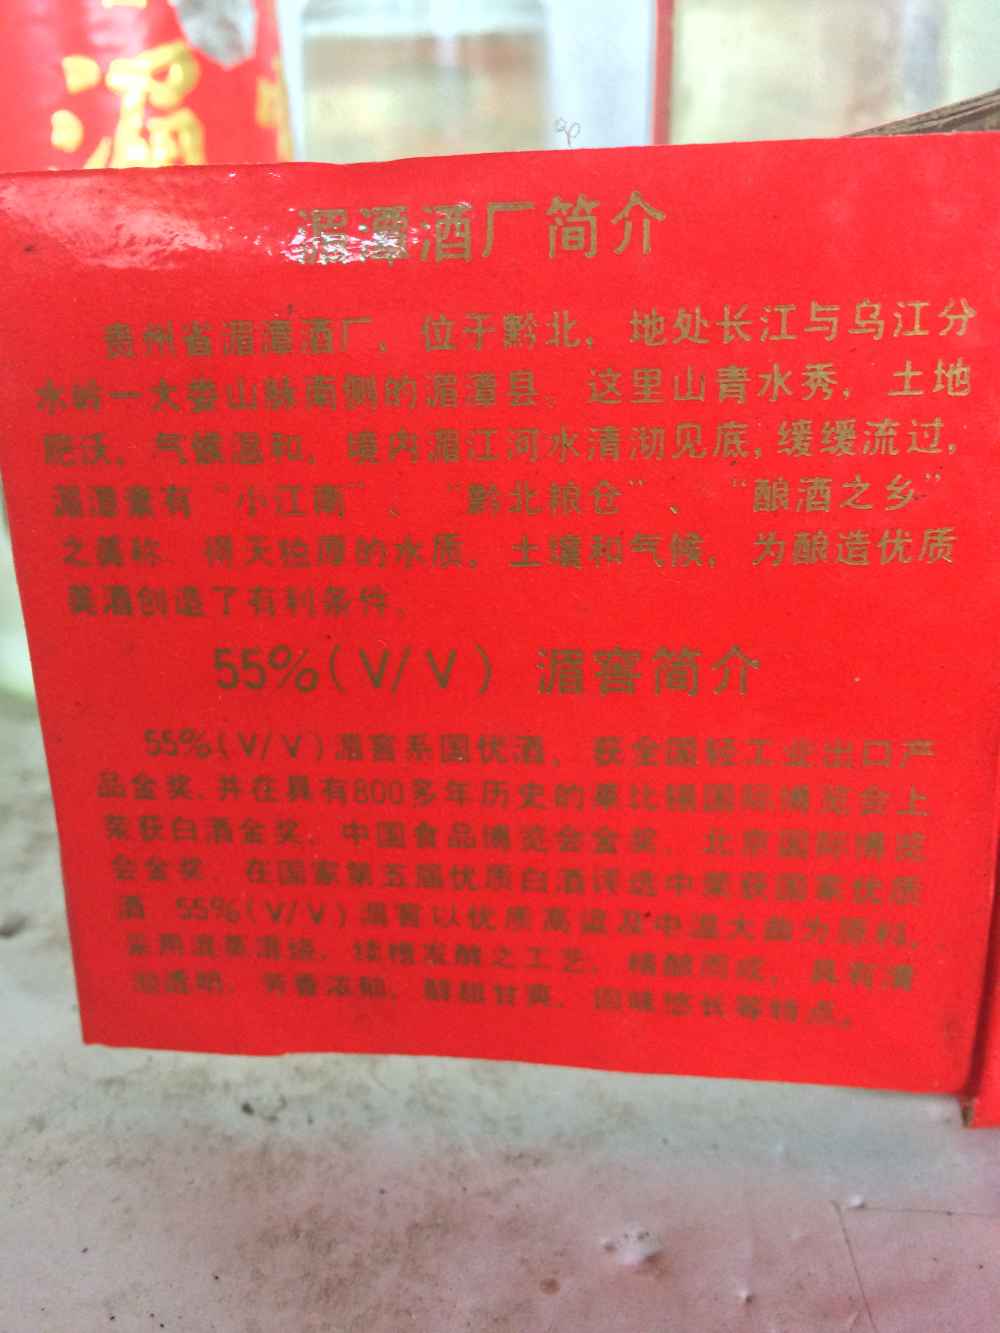 湄
湄潭酒厂简介
贵州省湄潭酒厂，位于黔北，地处长江与乌江分
水岭一大娄山脉南侧的湄潭县。这里山青水秀，土地
肥沃，气候温和，境内湄江河水清沏见底，缓缓流过，
湄潭素有“小江南”、“黔北粮仓”、“酿酒之乡”
之美称 得天独厚的水质、土壤和气候，为酿造优质
美酒创造了有利条件。
55%(V/V) 湄窖简介
55%(V/V)湄窖系国优酒，获全国轻工业出口产
品金奖、并在具有800多年历史的莱比锡国际博览会上
荣获白酒金奖、中国食品博览会金奖、北京国际博览
会金奖，在国家第五届优质白酒评选中荣获国家优质
酒 55%(V/V)湄窖以优质高粱及中温大曲为原料，
采用混蒸混烧、续糟发酵之工艺，精酿而成，具有清
澈透明、芳香浓郁、醇甜甘爽、回味悠长等特点。